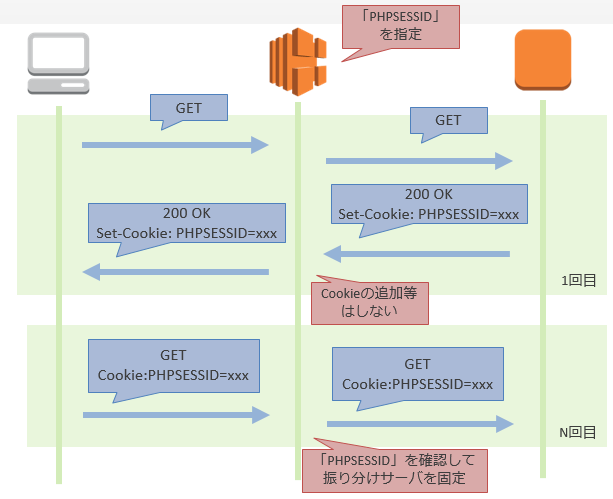 「PHPSESSID」
を指定
GET
GET
200 OK
Set-Cookie: PHPSESSID=xxx
200 OK
Set-Cookie: PHPSESSID=xxx
1回目
Cookieの追加等
はしない
GET
Cookie:PHPSESSID=xxx
GET
Cookie:PHPSESSID=xxx
N回目
「PHPSESSID」を確認して
振り分けサーバを固定